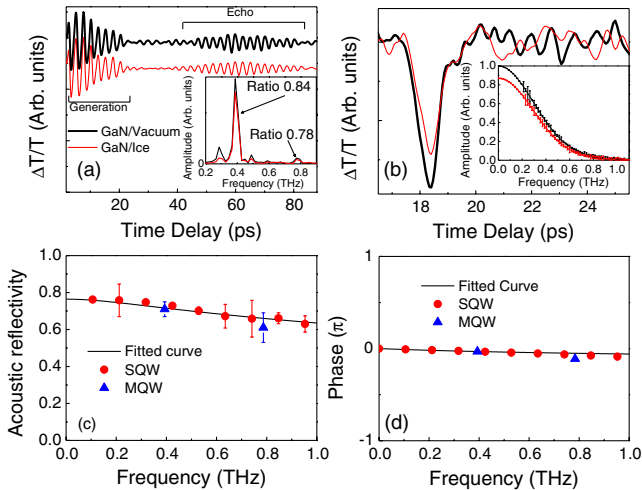 (a)
Echo
Generation
GaN/Vacuum
GaN/Ice
ΔT/T (Arb. units)
Time Delay (ps)
0 20 40 60 80
Ratio 0.84
Ratio 0.78
Amplitude (Arb. units)
0.2 0.4 0.6 0.8
Frequency (THz)
(b)
ΔT/T (Arb. units)
Time Delay (ps)
18 20 22 24
Amplitude (Arb. units)
1.0
0.8
0.6
0.4
0.2
0.0
0.0 0.2 0.4 0.6 0.8 1.0
Frequency (THz)
(c)
Acoustic reflectivity
1.0
0.8
0.6
0.4
0.2
0.0
Fitted curve
SQW
MQW
0.0 0.2 0.4 0.6 0.8 1.0
Frequency (THz)
(d)
Phase (π)
1
0
-1
Fitted Curve
SQW
MQW
0.0 0.2 0.4 0.6 0.8 1.0
Frequency (THz)